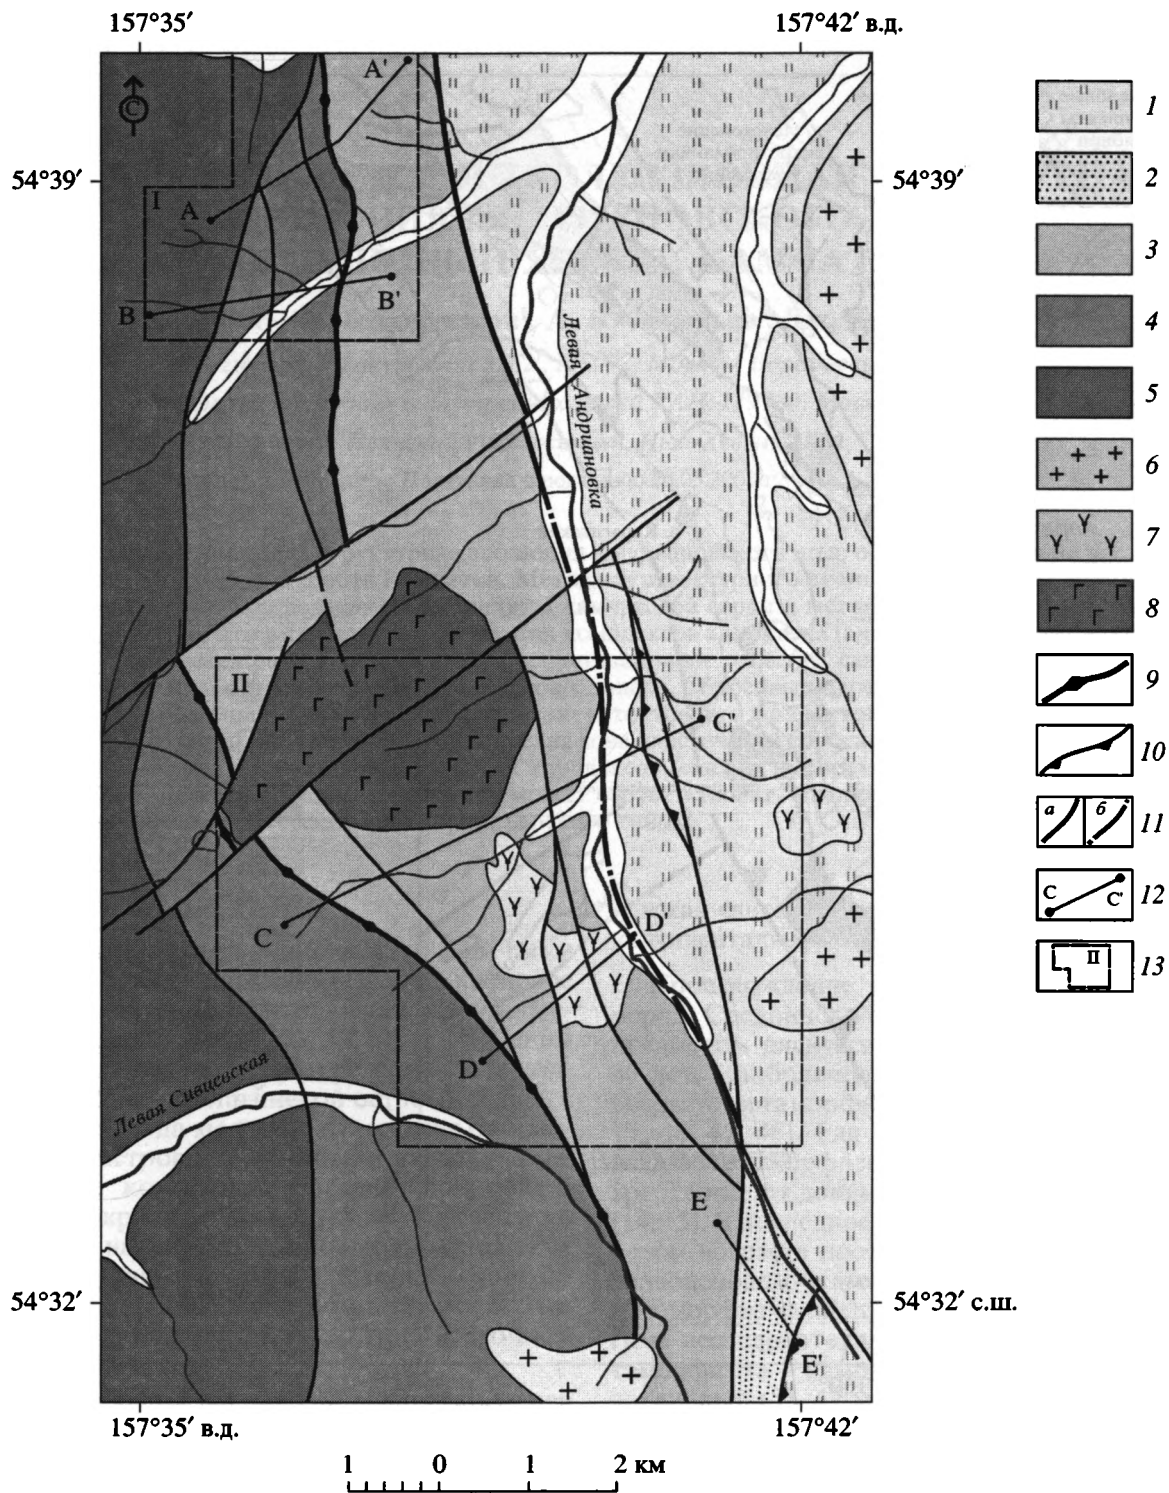 157°35′
157°42′ в.д.
54°39′
54°39′
С
A'
I
A
B
B'
Левая Андриановка
II
C'
C
D'
D
Левая Сивцевская
E
E'
54°32′
54°32′ с.ш.
157°35′ в.д.
157°42′
1 0 1 2 км
1
2
3
4
5
6
7
8
9
10
а б 11
C C' 12
II 13